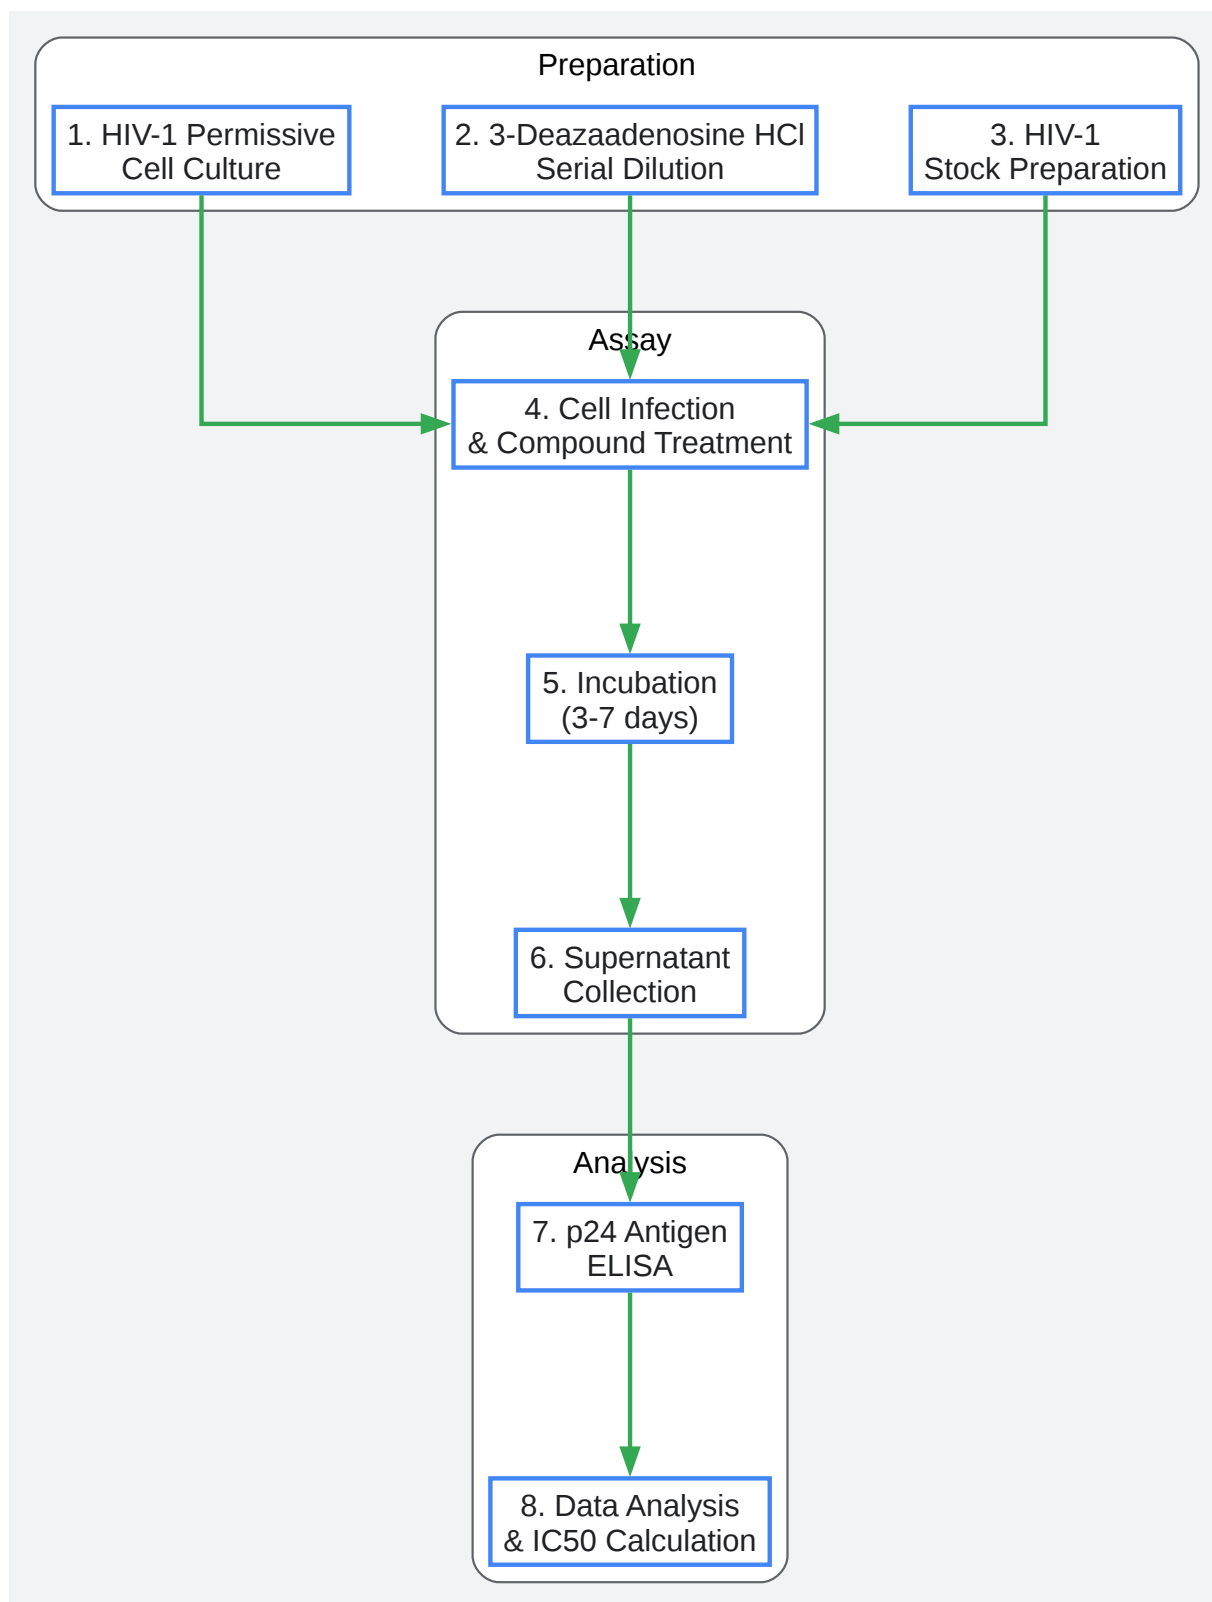 Preparation
1. HIV-1 Permissive
Cell Culture
2. 3-Deazaadenosine HCl
Serial Dilution
3. HIV-1
Stock Preparation
Assay
4. Cell Infection
& Compound Treatment
5. Incubation
(3-7 days)
6. Supernatant
Collection
Analysis
7. p24 Antigen
ELISA
8. Data Analysis
& IC50 Calculation